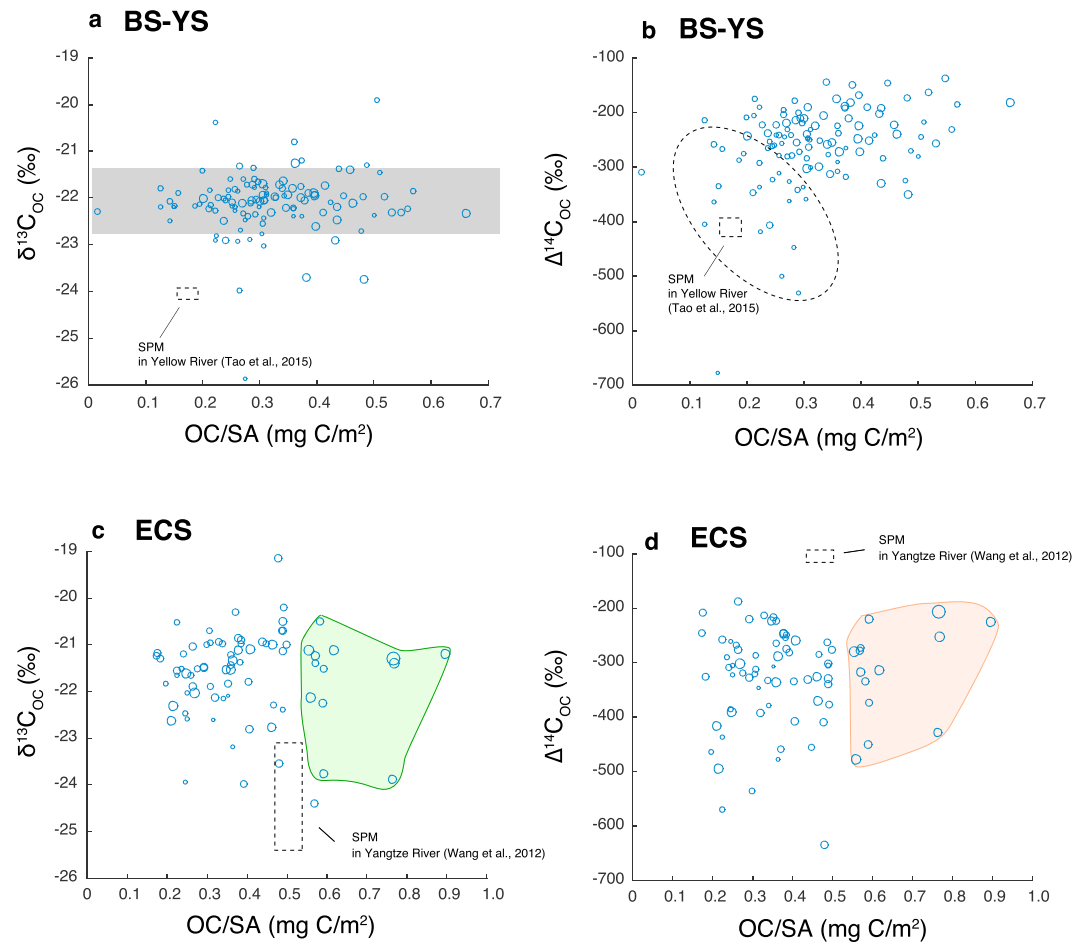 a BS-YS
-19
-20
-21
-22
-23
-24
-25
-26
δ¹³C_OC (‰)
SPM
in Yellow River (Tao et al., 2015)
0 0.1 0.2 0.3 0.4 0.5 0.6 0.7
OC/SA (mg C/m²)
b BS-YS
-100
-200
-300
-400
-500
-600
-700
Δ¹⁴C_OC (‰)
SPM
in Yellow River
(Tao et al., 2015)
0 0.1 0.2 0.3 0.4 0.5 0.6 0.7
OC/SA (mg C/m²)
c ECS
-19
-20
-21
-22
-23
-24
-25
-26
δ¹³C_OC (‰)
SPM
in Yangtze River (Wang et al., 2012)
0 0.1 0.2 0.3 0.4 0.5 0.6 0.7 0.8 0.9 1.0
OC/SA (mg C/m²)
d ECS
SPM
in Yangtze River (Wang et al., 2012)
-100
-200
-300
-400
-500
-600
-700
Δ¹⁴C_OC (‰)
0 0.1 0.2 0.3 0.4 0.5 0.6 0.7 0.8 0.9 1.0
OC/SA (mg C/m²)